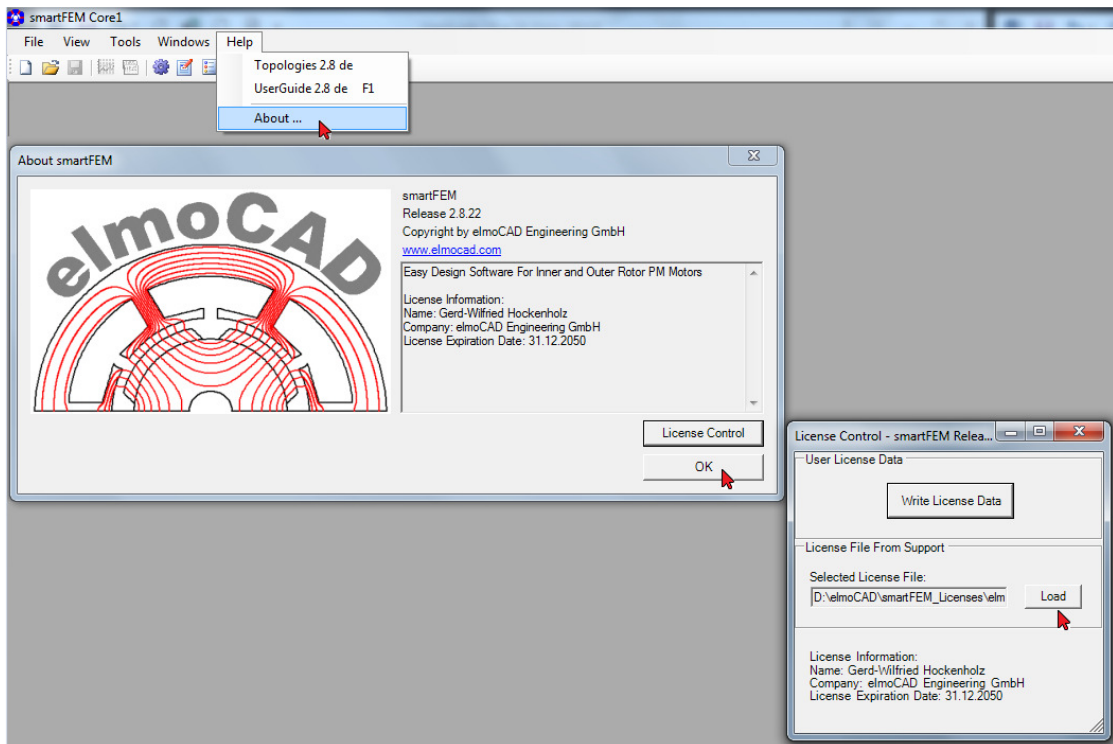 smartFEM Core1
File View Tools Windows Help
Topologies 2.8 de
UserGuide 2.8 de F1
About ...
About smartFEM
elmoCAD
smartFEM
Release 2.8.22
Copyright by elmoCAD Engineering GmbH
www.elmocad.com
Easy Design Software For Inner and Outer Rotor PM Motors
License Information:
Name: Gerd-Wilfried Hockenholz
Company: elmoCAD Engineering GmbH
License Expiration Date: 31.12.2050
License Control
OK
License Control - smartFEM Relea...
User License Data
Write License Data
License File From Support
Selected License File:
D:\elmoCAD\smartFEM_Licenses\elm
Load
License Information:
Name: Gerd-Wilfried Hockenholz
Company: elmoCAD Engineering GmbH
License Expiration Date: 31.12.2050